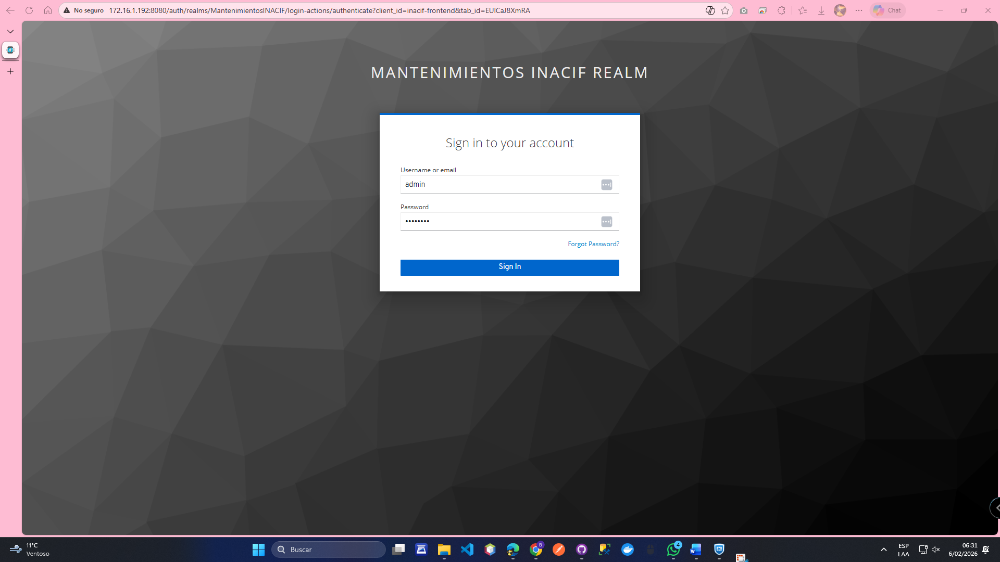 No seguro
172.16.1.192:8080/auth/realms/MantenimientosINACIF/login-actions/authenticate?client_id=inacif-frontend&tab_id=EUICaJ8XmRA
Chat
MANTENIMIENTOS INACIF REALM
Sign in to your account
Username or email
admin
Password
••••••••
Forgot Password?
Sign In
11°C
Ventoso
Buscar
B
4
ESP
LAA
06:31
6/02/2026